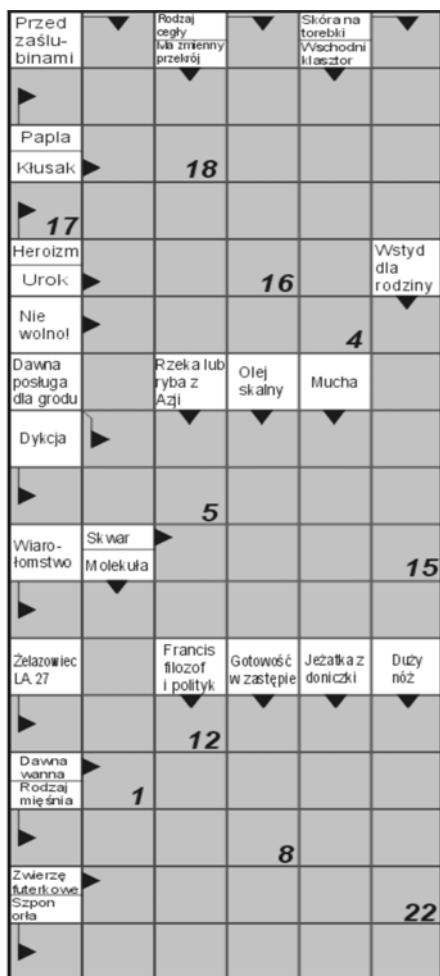 Przed
zaślu-
binami
Rodzaj
cegły
Ma zmienny
przekrój
Skóra na
torebki
Wschodni
klasztor
Papla
Kłusak
18
17
Heroizm
Urok
16
Wstyd
dla
rodziny
Nie
wolno!
4
Dawna
posługa
dla grodu
Rzeka lub
ryba z
Azji
Olej
skalny
Mucha
Dykcja
5
Wiaro-
łomstwo
Skwar
Molekuła
15
Żelazowiec
LA. 27
Francis
filozof
i polityk
Gotowość
w zastępie
Jeżatka z
doniczki
Duży
nóż
12
Dawna
wanna
Rodzaj
mięśnia
1
8
Zwierzę
futerkowe
Szpon
orła
22